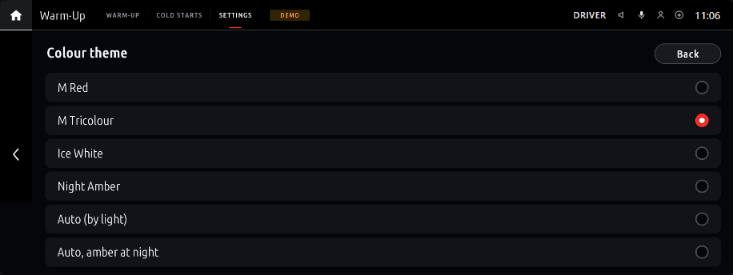 Warm-Up WARM-UP COLD STARTS SETTINGS DEMO DRIVER 11:06
Colour theme Back
M Red
M Tricolour
Ice White
Night Amber
Auto (by light)
Auto, amber at night